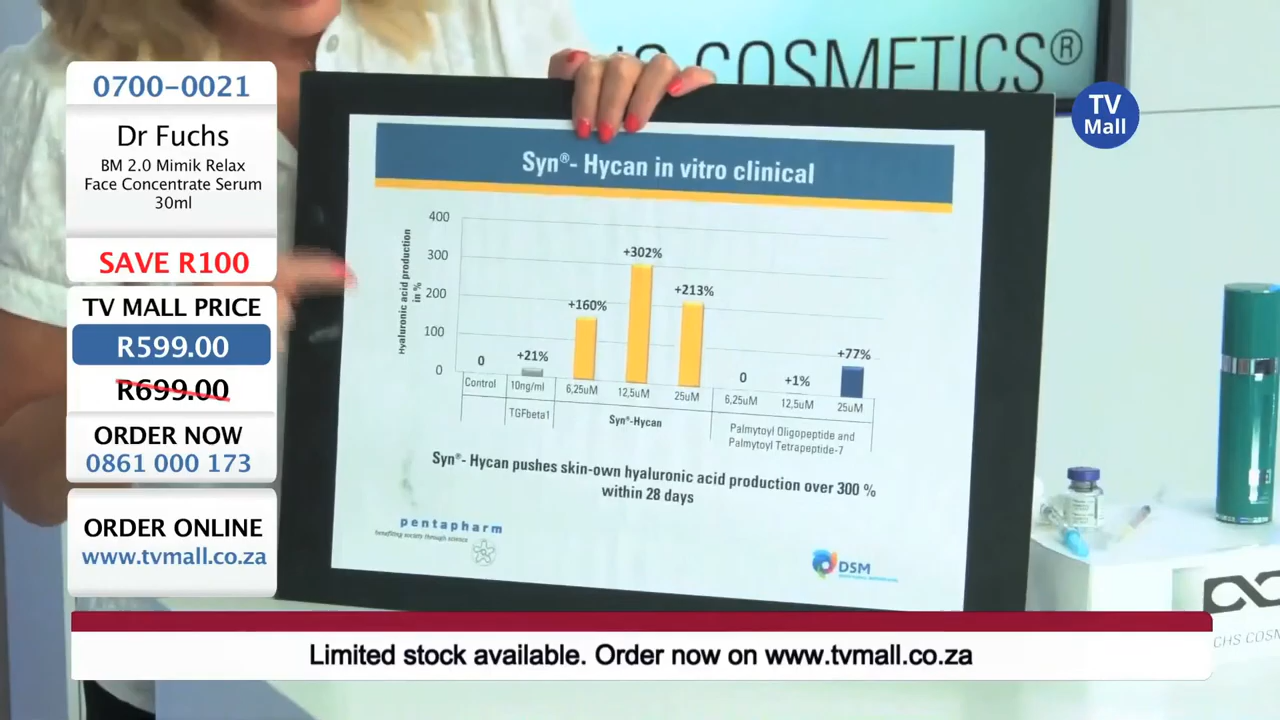 0700-0021
Dr Fuchs
BM 2.0 Mimik Relax
Face Concentrate Serum
30ml
SAVE R100
TV MALL PRICE
R599.00
R699.00
ORDER NOW
0861 000 173
ORDER ONLINE
www.tvmall.co.za
COSMETICS®
TV
Mall
Syn®- Hycan in vitro clinical
Hyaluronic acid production
in %
400
300
200
100
0
0
+21%
+160%
+302%
+213%
0
+1%
+77%
Control
10ng/ml
6,25uM
12,5uM
25uM
6,25uM
12,5uM
25uM
TGFbeta1
Syn®-Hycan
Palmytoyl Oligopeptide and
Palmytoyl Tetrapeptide-7
Syn®- Hycan pushes skin-own hyaluronic acid production over 300 %
within 28 days
pentapharm
benefiting society through science
DSM
Limited stock available. Order now on www.tvmall.co.za